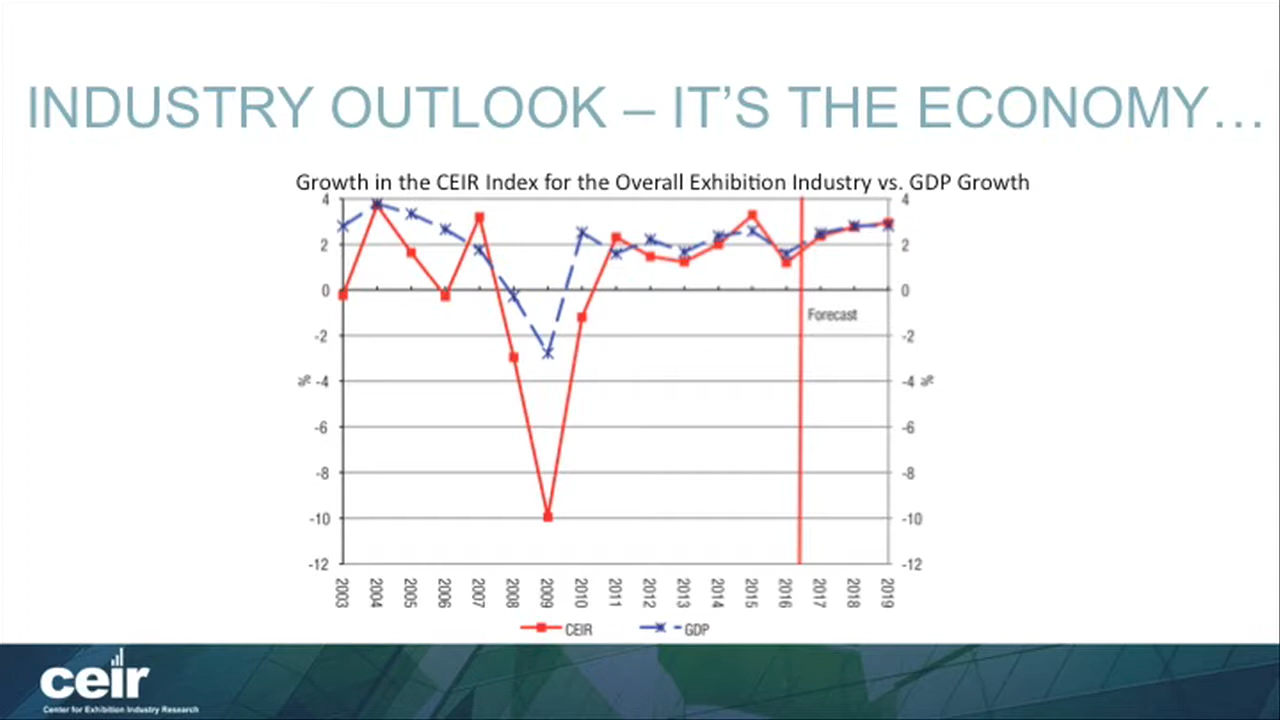 INDUSTRY OUTLOOK – IT'S THE ECONOMY…
Growth in the CEIR Index for the Overall Exhibition Industry vs. GDP Growth
4 4
2 2
0 0
Forecast
-2 -2
% -4 -4 %
-6 -6
-8 -8
-10 -10
-12 -12
2003 2004 2005 2006 2007 2008 2009 2010 2011 2012 2013 2014 2015 2016 2017 2018 2019
CEIR GDP
ceir
Center for Exhibition Industry Research